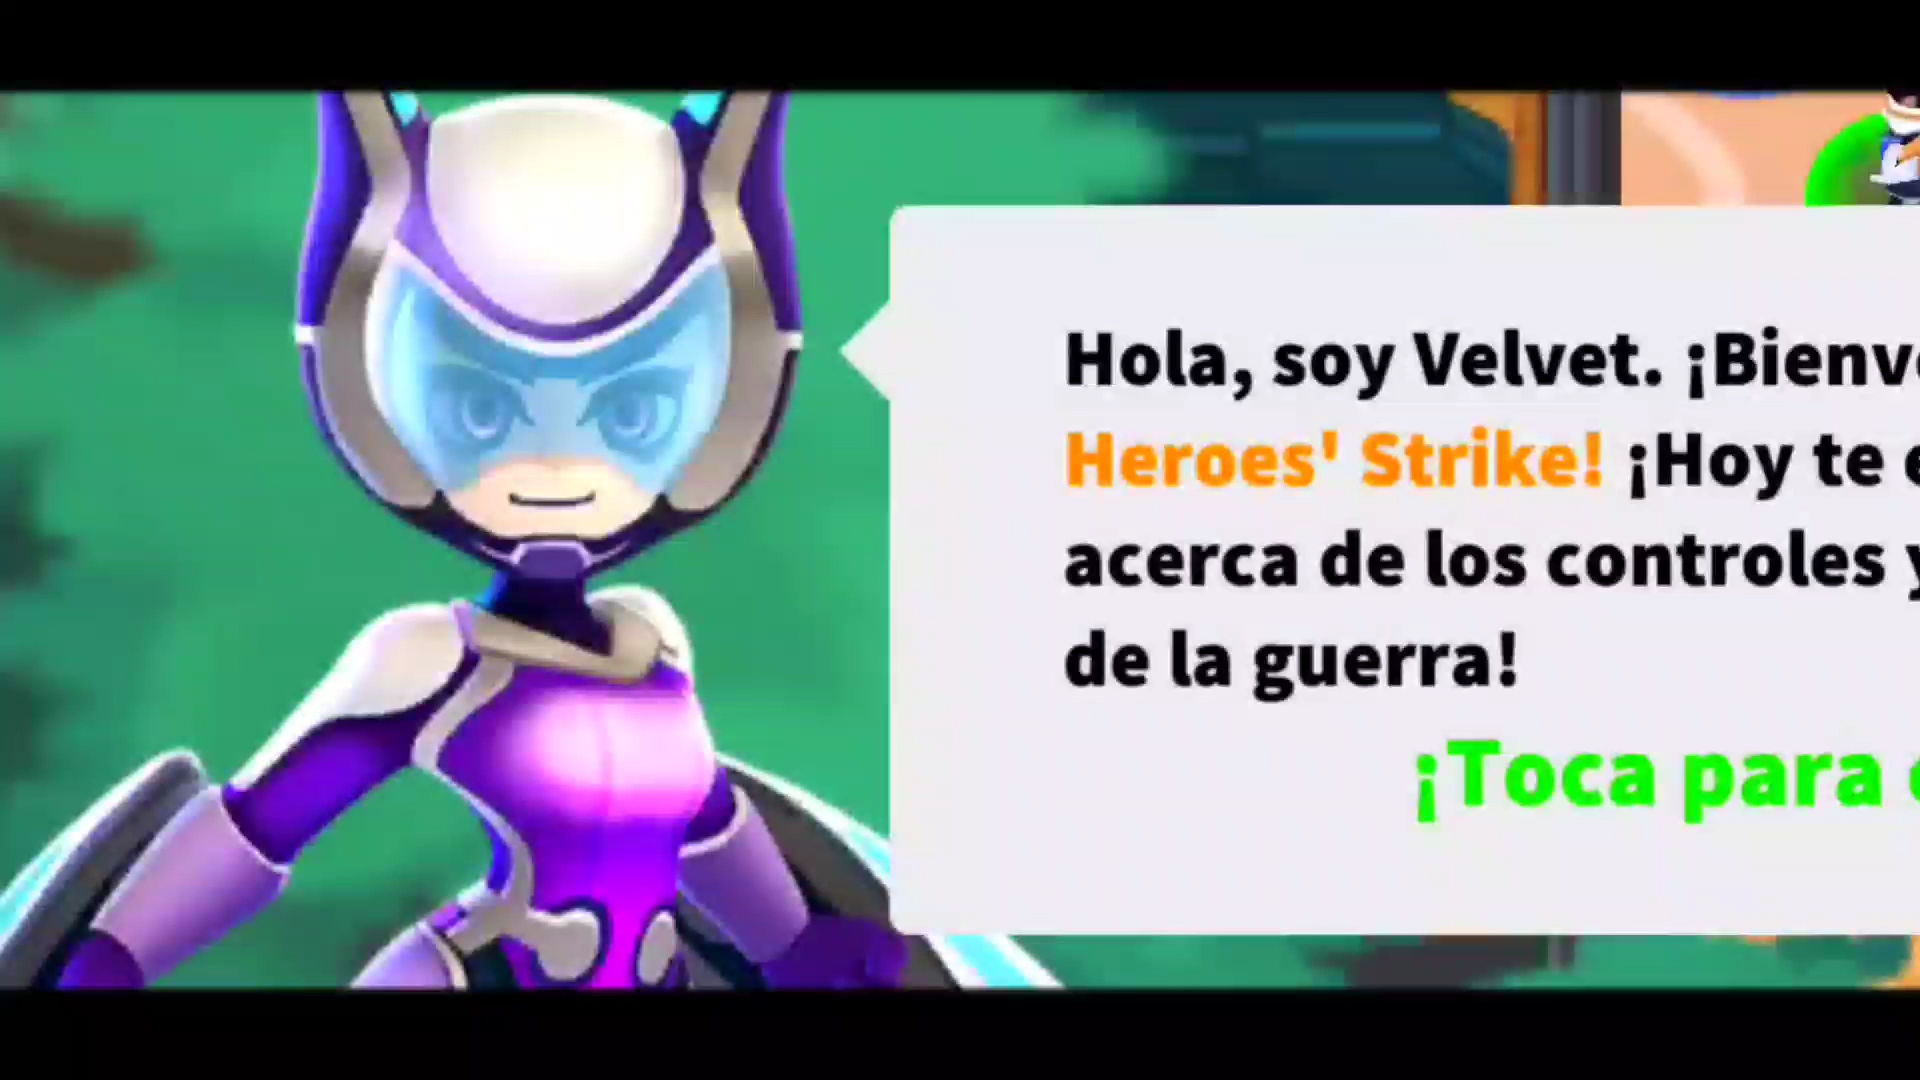 Hola, soy Velvet. ¡Bienv
Heroes' Strike! ¡Hoy te
acerca de los controles y
de la guerra!
¡Toca para